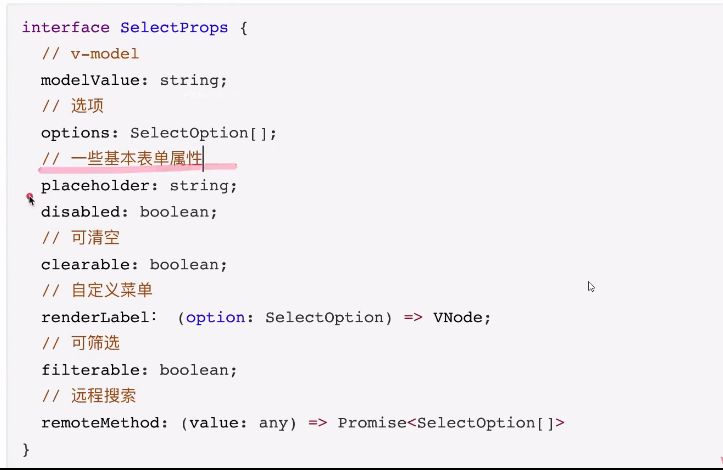 interface SelectProps {
// v-model
modelValue: string;
// 选项
options: SelectOption[];
// 一些基本表单属性
placeholder: string;
disabled: boolean;
// 可清空
clearable: boolean;
// 自定义菜单
renderLabel： (option: SelectOption) => VNode;
// 可筛选
filterable: boolean;
// 远程搜索
remoteMethod: (value: any) => Promise<SelectOption[]>
}